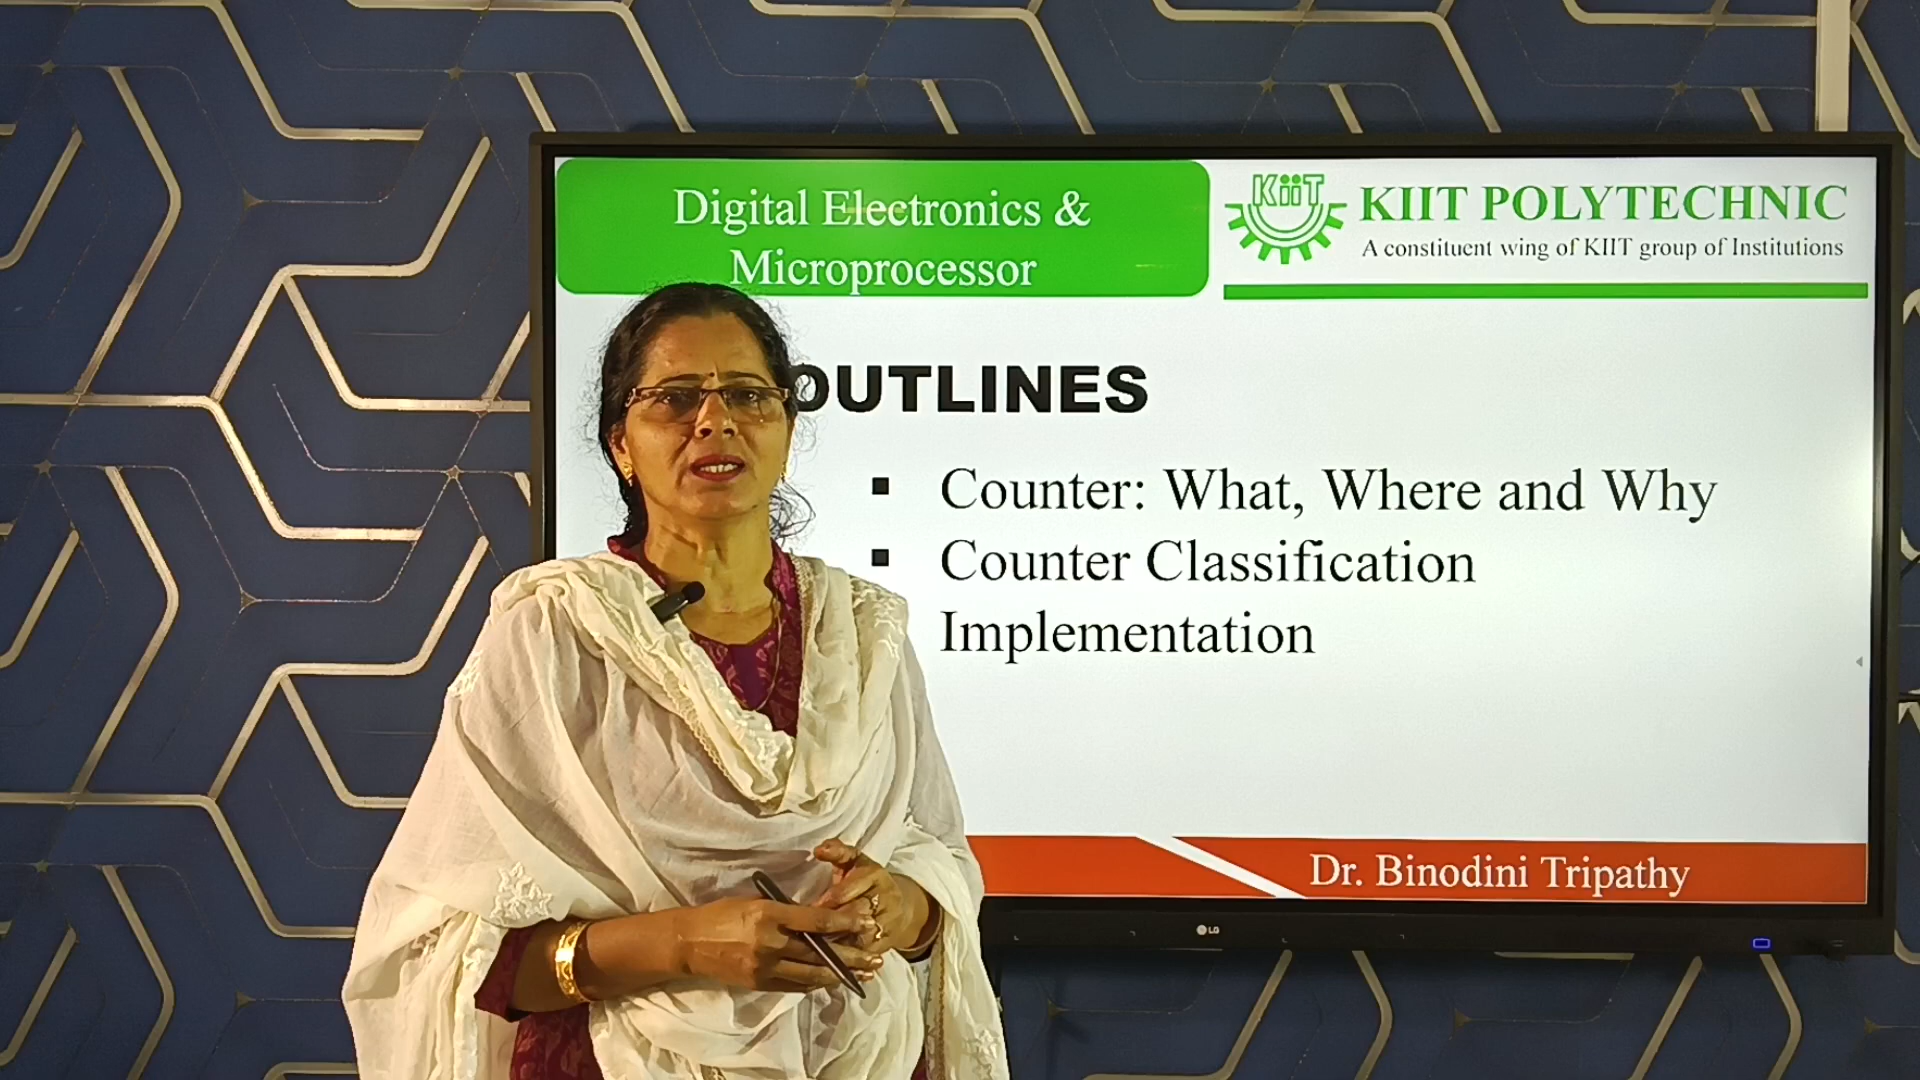 Digital Electronics &
Microprocessor
KiiT
KIIT POLYTECHNIC
A constituent wing of KIIT group of Institutions
OUTLINES
▪ Counter: What, Where and Why
▪ Counter Classification
Implementation
Dr. Binodini Tripathy
LG